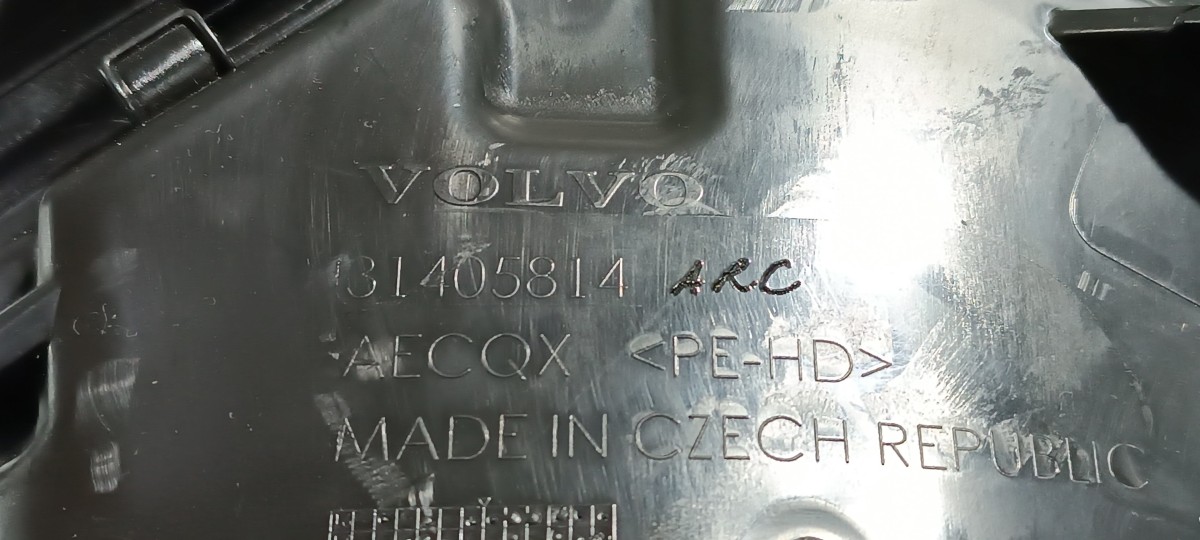 VOLVO
31405814 ARC
AECQX <PE-HD>
MADE IN CZECH REPUBLIC